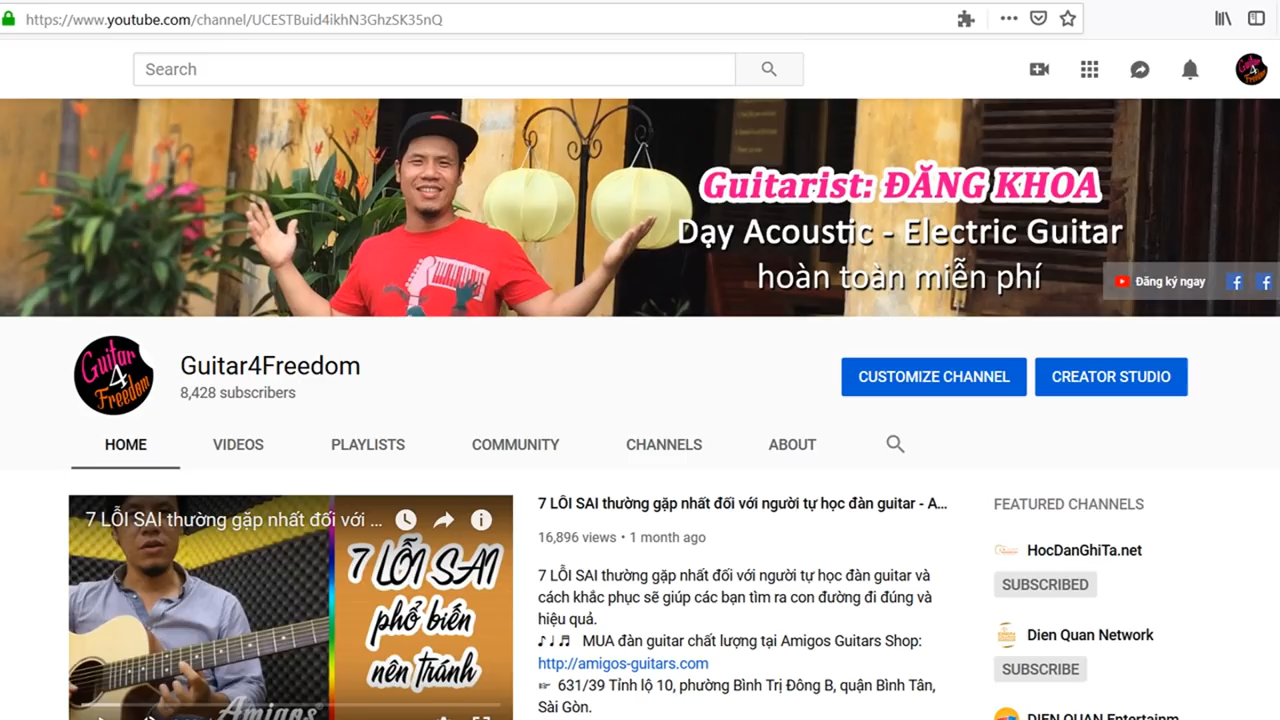 https://www.youtube.com/channel/UCESTBuid4ikhN3GhzSK35nQ
Search
Guitar
4
Freedom
Guitarist: ĐĂNG KHOA
Dạy Acoustic - Electric Guitar
hoàn toàn miễn phí
Đăng ký ngay
Guitar
4
Freedom
Guitar4Freedom
8,428 subscribers
CUSTOMIZE CHANNEL
CREATOR STUDIO
HOME VIDEOS PLAYLISTS COMMUNITY CHANNELS ABOUT
7 LỖI SAI thường gặp nhất đối với ...
7 LỖI SAI
phổ biến
nên tránh
Amigos
7 LỖI SAI thường gặp nhất đối với người tự học đàn guitar - A...
16,896 views • 1 month ago
7 LỖI SAI thường gặp nhất đối với người tự học đàn guitar và
cách khắc phục sẽ giúp các bạn tìm ra con đường đi đúng và
hiệu quả.
♪♩♬ MUA đàn guitar chất lượng tại Amigos Guitars Shop:
http://amigos-guitars.com
☞ 631/39 Tỉnh lộ 10, phường Bình Trị Đông B, quận Bình Tân,
Sài Gòn.
FEATURED CHANNELS
HocDanGhiTa.net
SUBSCRIBED
Dien Quan Network
SUBSCRIBE
DIEN QUAN Entertainm